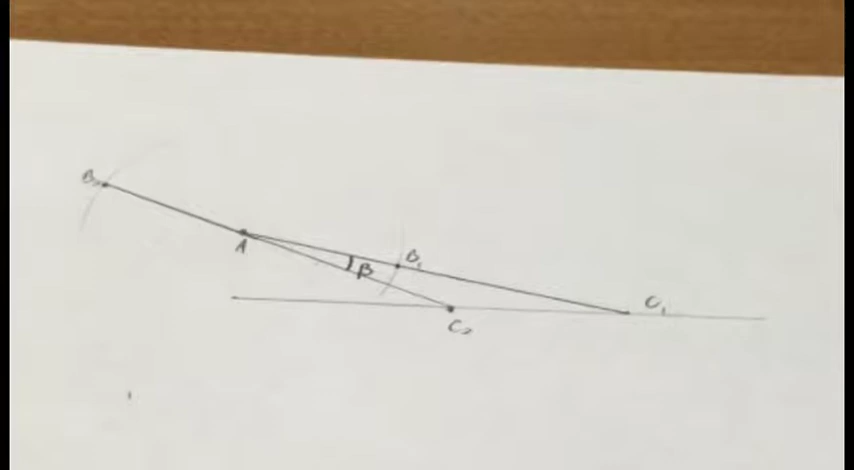 B₂
A
B₁
β
C₁
C₂